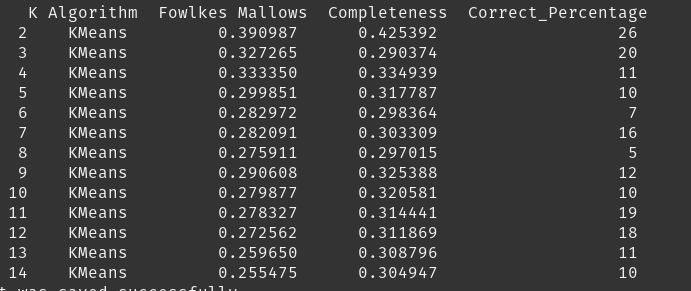 K Algorithm Fowlkes Mallows Completeness Correct_Percentage
2 KMeans 0.390987 0.425392 26
3 KMeans 0.327265 0.290374 20
4 KMeans 0.333350 0.334939 11
5 KMeans 0.299851 0.317787 10
6 KMeans 0.282972 0.298364 7
7 KMeans 0.282091 0.303309 16
8 KMeans 0.275911 0.297015 5
9 KMeans 0.290608 0.325388 12
10 KMeans 0.279877 0.320581 10
11 KMeans 0.278327 0.314441 19
12 KMeans 0.272562 0.311869 18
13 KMeans 0.259650 0.308796 11
14 KMeans 0.255475 0.304947 10
t was saved successfully